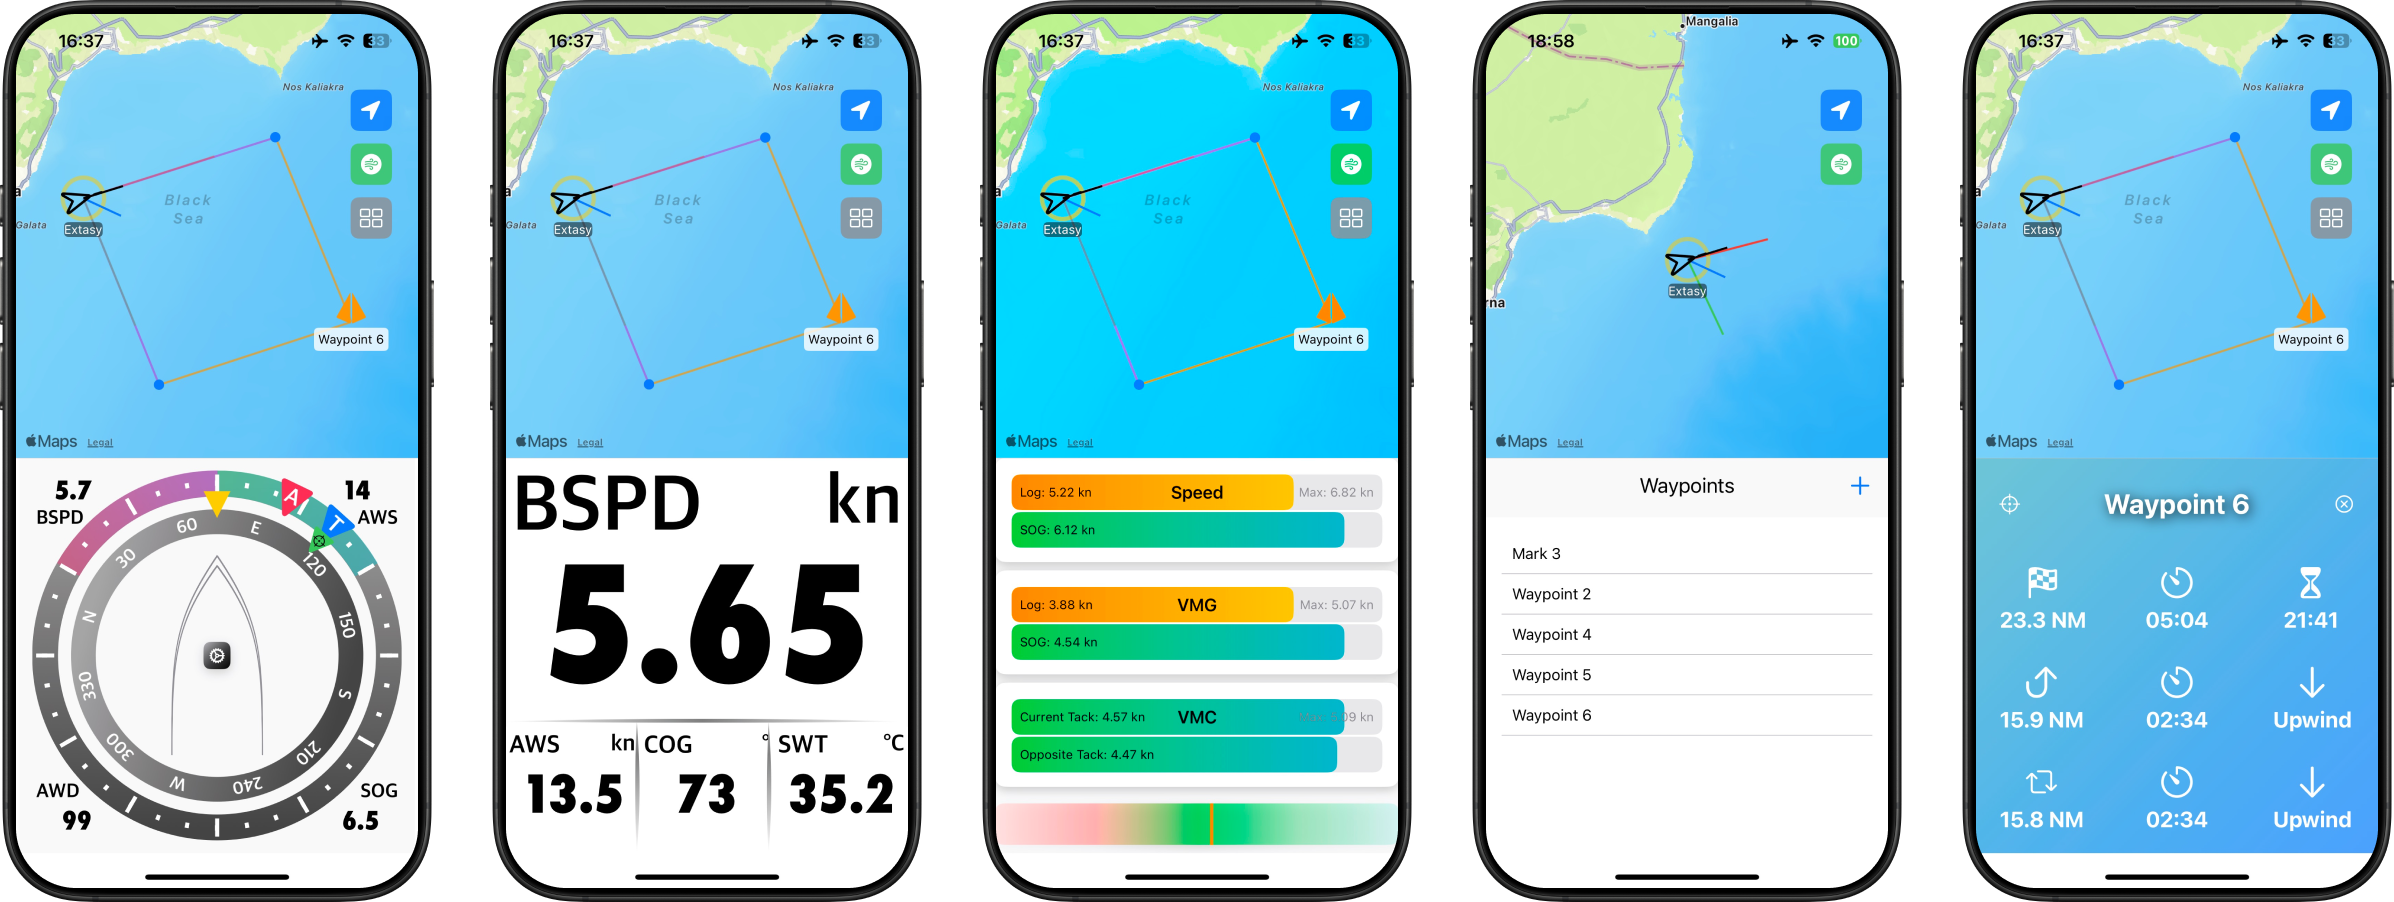 16:37
33
Nos Kaliakra
Black
Sea
a
Galata
Extasy
Waypoint 6
Maps Legal
5.7
BSPD
14
AWS
A
T
60
E
30
120
N
150
330
S
300
210
W
240
AWD
99
SOG
6.5
16:37
33
Nos Kaliakra
Black
Sea
a
Galata
Extasy
Waypoint 6
Maps Legal
BSPD kn
5.65
AWS kn COG ° SWT °C
13.5 73 35.2
16:37
33
Nos Kaliakra
Black
Sea
a
Galata
Extasy
Waypoint 6
Maps Legal
Log: 5.22 kn Speed Max: 6.82 kn
SOG: 6.12 kn
Log: 3.88 kn VMG Max: 5.07 kn
SOG: 4.54 kn
Current Tack: 4.57 kn VMC 09 kn
Opposite Tack: 4.47 kn
Mangalia
18:58
100
Extasy
rna
Maps Legal
Waypoints +
Mark 3
Waypoint 2
Waypoint 4
Waypoint 5
Waypoint 6
16:37
33
Nos Kaliakra
Black
Sea
a
Galata
Extasy
Waypoint 6
Maps Legal
Waypoint 6
23.3 NM 05:04 21:41
15.9 NM 02:34 Upwind
15.8 NM 02:34 Upwind